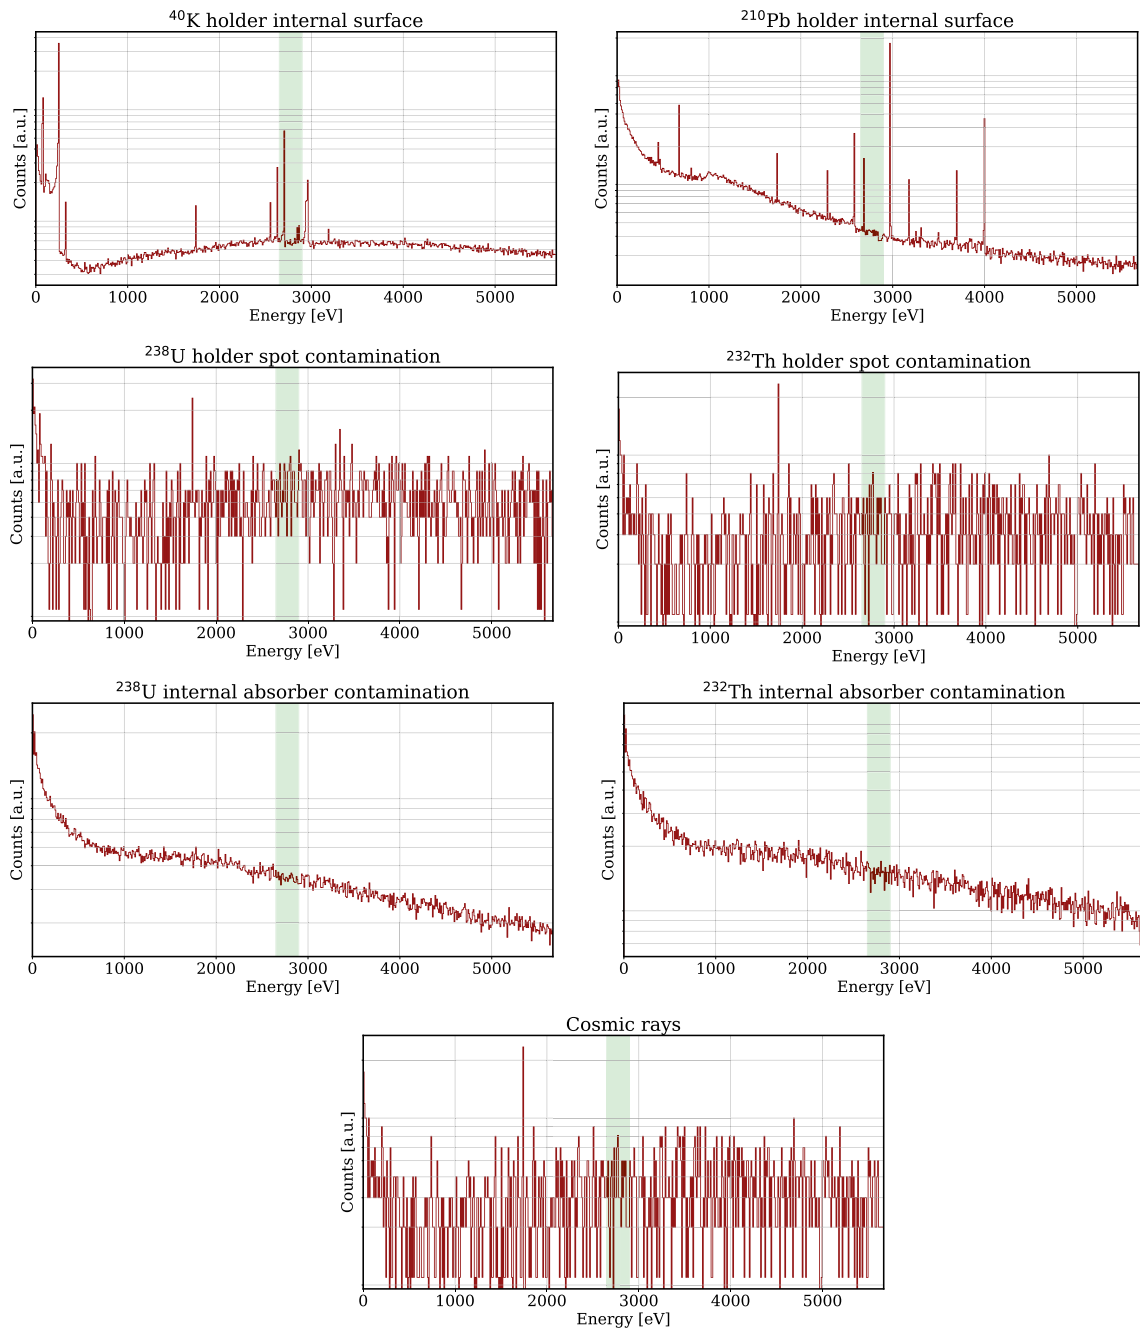 ⁴⁰K holder internal surface
Counts [a.u.]
0 1000 2000 3000 4000 5000
Energy [eV]
²¹⁰Pb holder internal surface
Counts [a.u.]
0 1000 2000 3000 4000 5000
Energy [eV]
²³⁸U holder spot contamination
Counts [a.u.]
0 1000 2000 3000 4000 5000
Energy [eV]
²³²Th holder spot contamination
Counts [a.u.]
0 1000 2000 3000 4000 5000
Energy [eV]
²³⁸U internal absorber contamination
Counts [a.u.]
0 1000 2000 3000 4000 5000
Energy [eV]
²³²Th internal absorber contamination
Counts [a.u.]
0 1000 2000 3000 4000 5000
Energy [eV]
Cosmic rays
Counts [a.u.]
0 1000 2000 3000 4000 5000
Energy [eV]